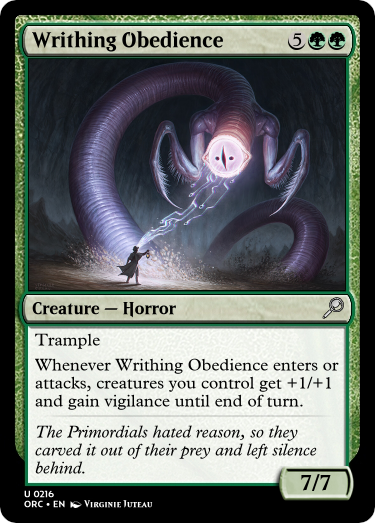 Writhing Obedience 5
Creature — Horror
Trample
Whenever Writhing Obedience enters or
attacks, creatures you control get +1/+1
and gain vigilance until end of turn.
The Primordials hated reason, so they
carved it out of their prey and left silence
behind.
7/7
U 0216
ORC • EN Virginie Juteau